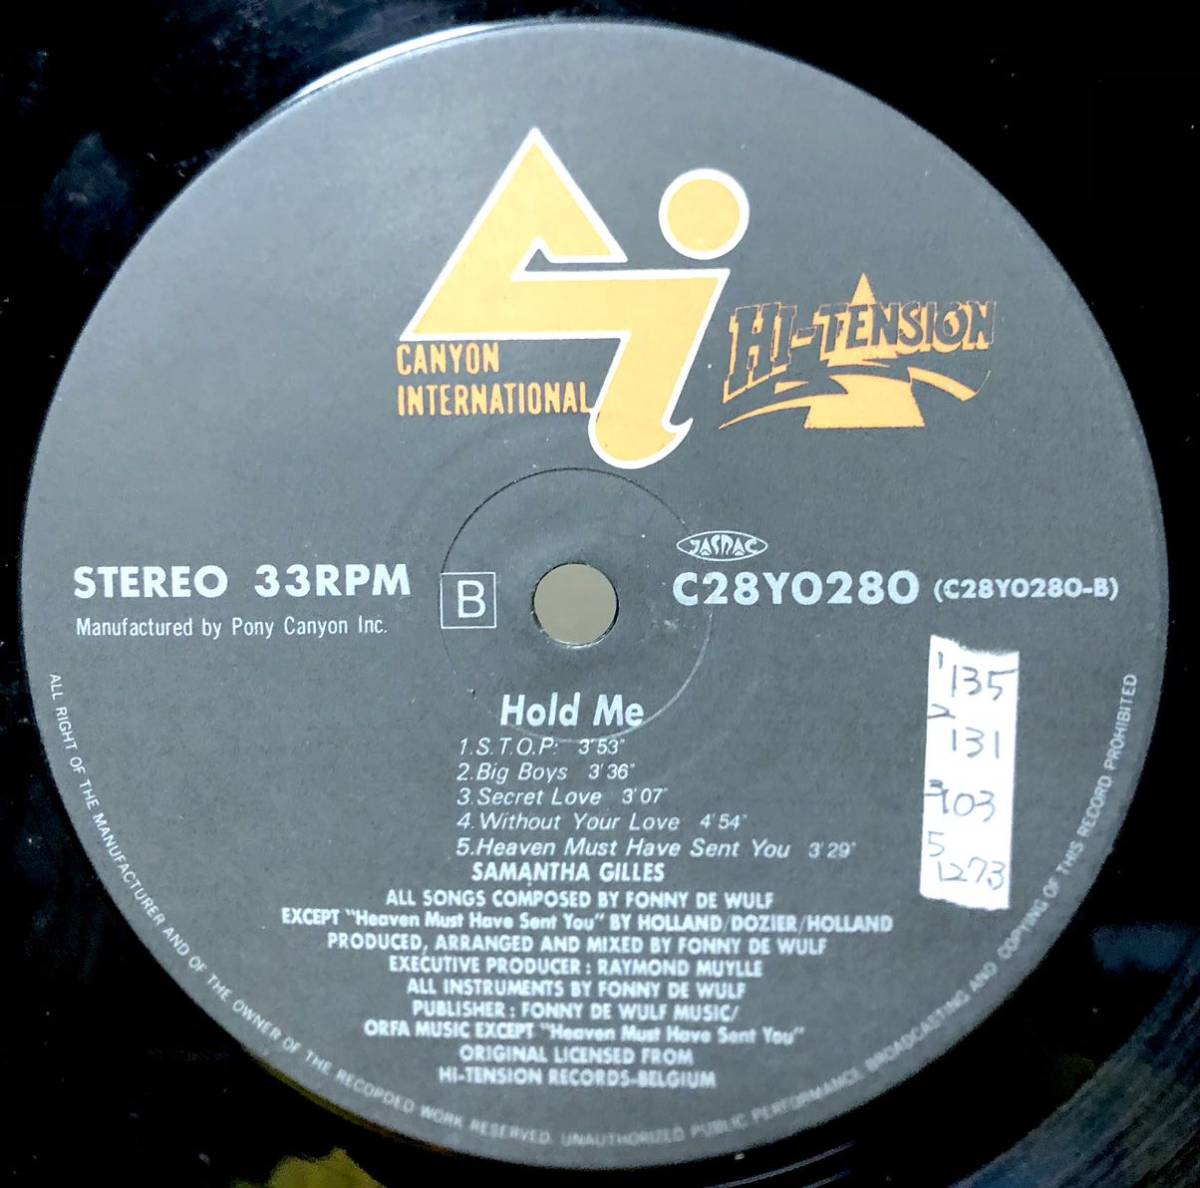 CANYON
INTERNATIONAL
HI-TENSION
JASRAC
STEREO 33RPM
Manufactured by Pony Canyon Inc.
B
C28Y0280 (C28Y0280-B)
Hold Me
1.S.T.O.P. 3'53"
2.Big Boys 3'36"
3.Secret Love 3'07"
4.Without Your Love 4'54"
5.Heaven Must Have Sent You 3'29"
SAMANTHA GILLES
ALL SONGS COMPOSED BY FONNY DE WULF
EXCEPT "Heaven Must Have Sent You" BY HOLLAND/DOZIER/HOLLAND
PRODUCED, ARRANGED AND MIXED BY FONNY DE WULF
EXECUTIVE PRODUCER : RAYMOND MUYLLE
ALL INSTRUMENTS BY FONNY DE WULF
PUBLISHER : FONNY DE WULF MUSIC/
ORFA MUSIC EXCEPT "Heaven Must Have Sent You"
ORIGINAL LICENSED FROM
HI-TENSION RECORDS-BELGIUM
1 135
2 131
3 103
5 1273
ALL RIGHT OF THE MANUFACTURER AND OF THE OWNER OF THE RECORDED WORK RESERVED. UNAUTHORIZED PUBLIC PERFORMANCE BROADCASTING AND COPYING OF THIS RECORD PROHIBITED